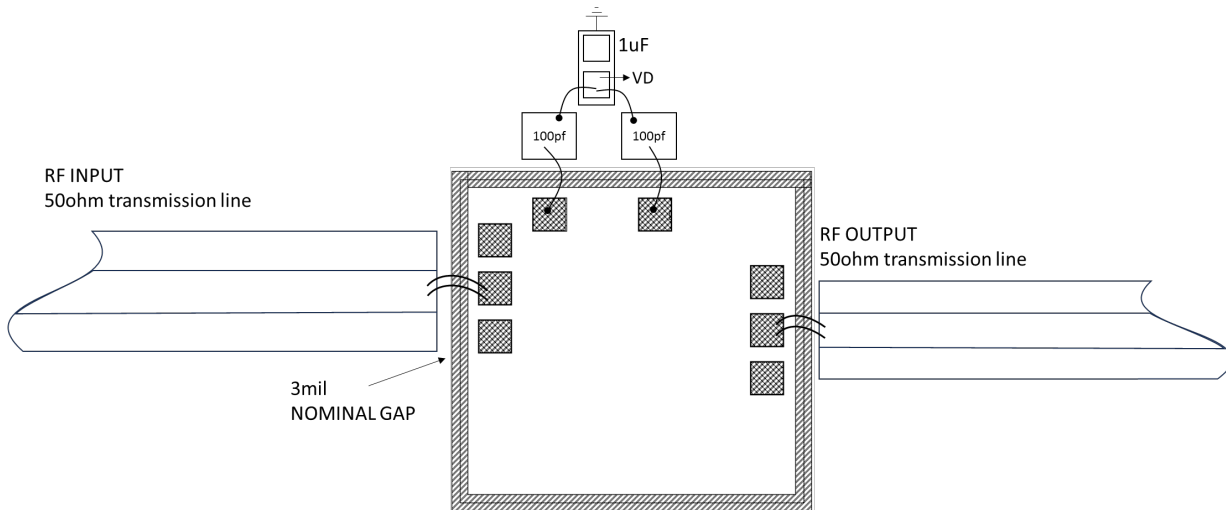 1uF
VD
100pf
100pf
RF INPUT
50ohm transmission line
RF OUTPUT
50ohm transmission line
3mil
NOMINAL GAP